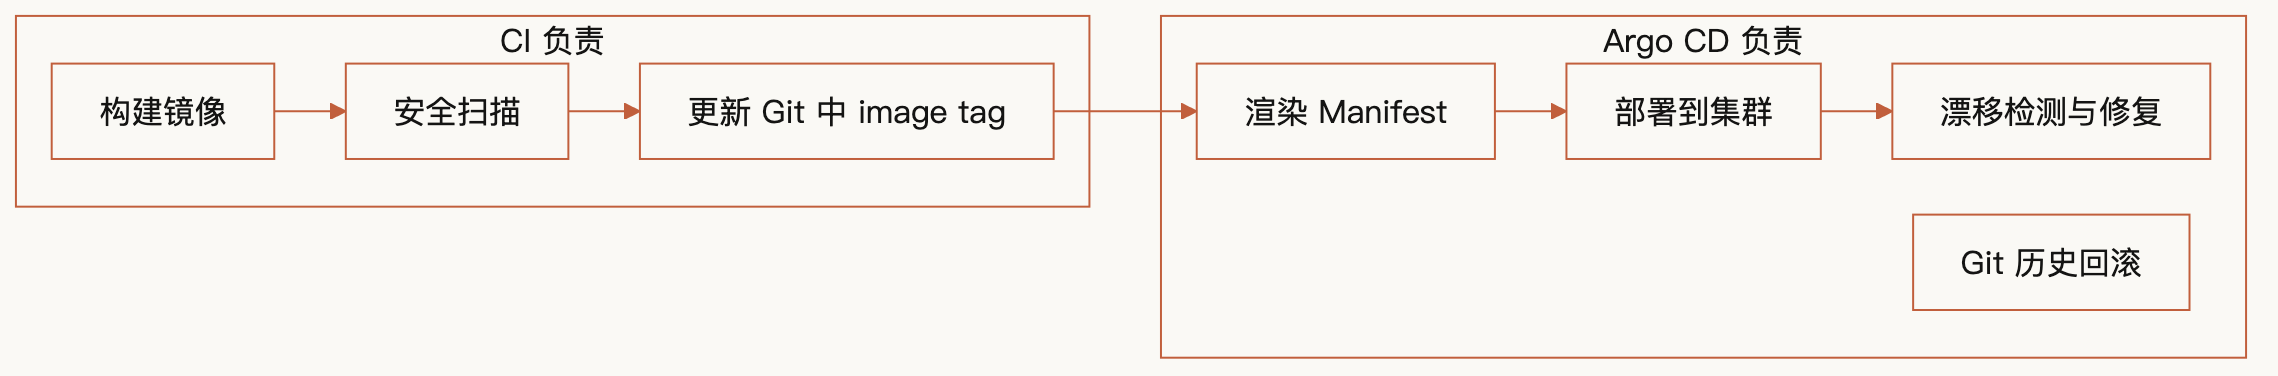 CI 负责
构建镜像
安全扫描
更新 Git 中 image tag
Argo CD 负责
渲染 Manifest
部署到集群
漂移检测与修复
Git 历史回滚